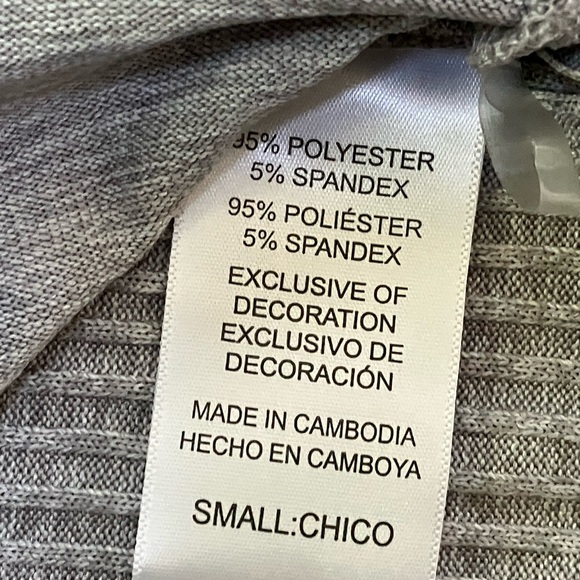 95% POLYESTER
5% SPANDEX
95% POLIÉSTER
5% SPANDEX
EXCLUSIVE OF
DECORATION
EXCLUSIVO DE
DECORACIÓN
MADE IN CAMBODIA
HECHO EN CAMBOYA
SMALL:CHICO